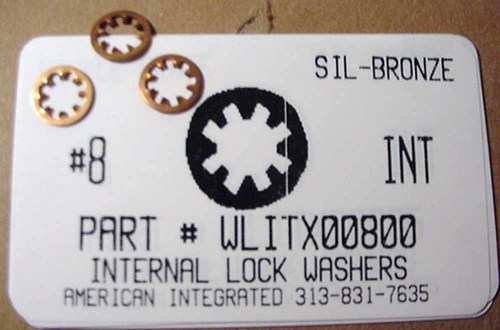 SIL-BRONZE
#8 INT
PART # WLITX00800
INTERNAL LOCK WASHERS
AMERICAN INTEGRATED 313-831-7635